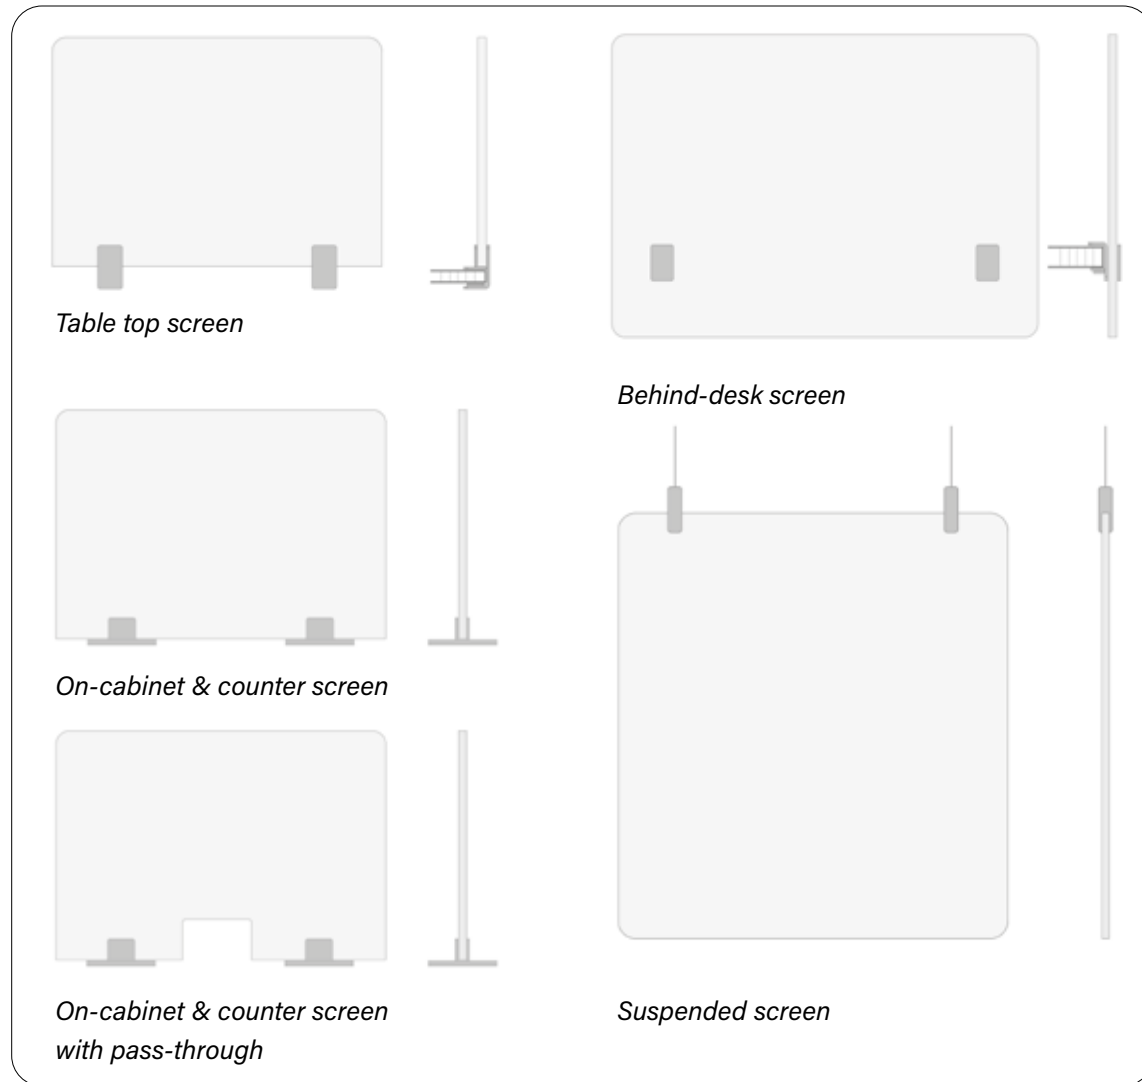 Table top screen
Behind-desk screen
On-cabinet & counter screen
On-cabinet & counter screen
with pass-through
Suspended screen